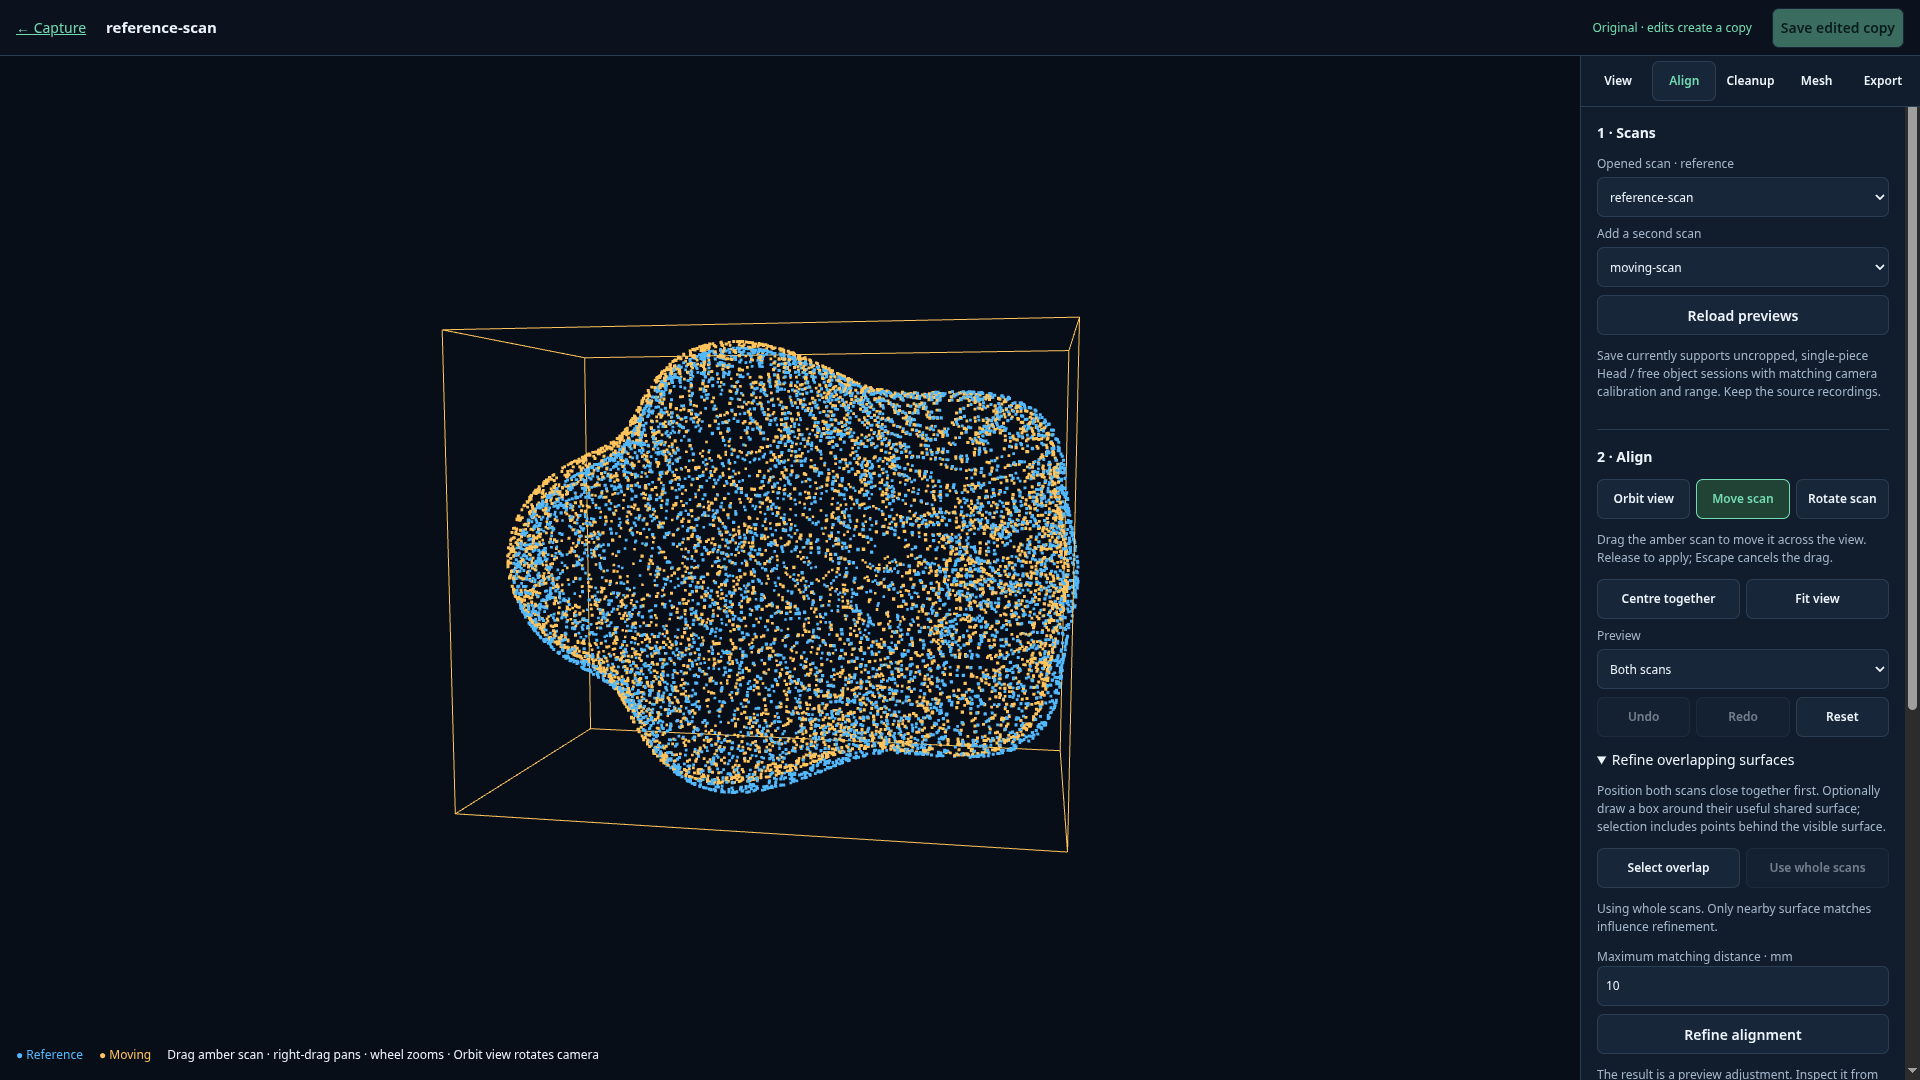 ← Capture
reference-scan
Original · edits create a copy
Save edited copy
View
Align
Cleanup
Mesh
Export
1 · Scans
Opened scan · reference
reference-scan
Add a second scan
moving-scan
Reload previews
Save currently supports uncropped, single-piece
Head / free object sessions with matching camera
calibration and range. Keep the source recordings.
2 · Align
Orbit view
Move scan
Rotate scan
Drag the amber scan to move it across the view.
Release to apply; Escape cancels the drag.
Centre together
Fit view
Preview
Both scans
Undo
Redo
Reset
▼ Refine overlapping surfaces
Position both scans close together first. Optionally
draw a box around their useful shared surface;
selection includes points behind the visible surface.
Select overlap
Use whole scans
Using whole scans. Only nearby surface matches
influence refinement.
Maximum matching distance · mm
10
Refine alignment
The result is a preview adjustment. Inspect it from
● Reference
● Moving
Drag amber scan · right-drag pans · wheel zooms · Orbit view rotates camera